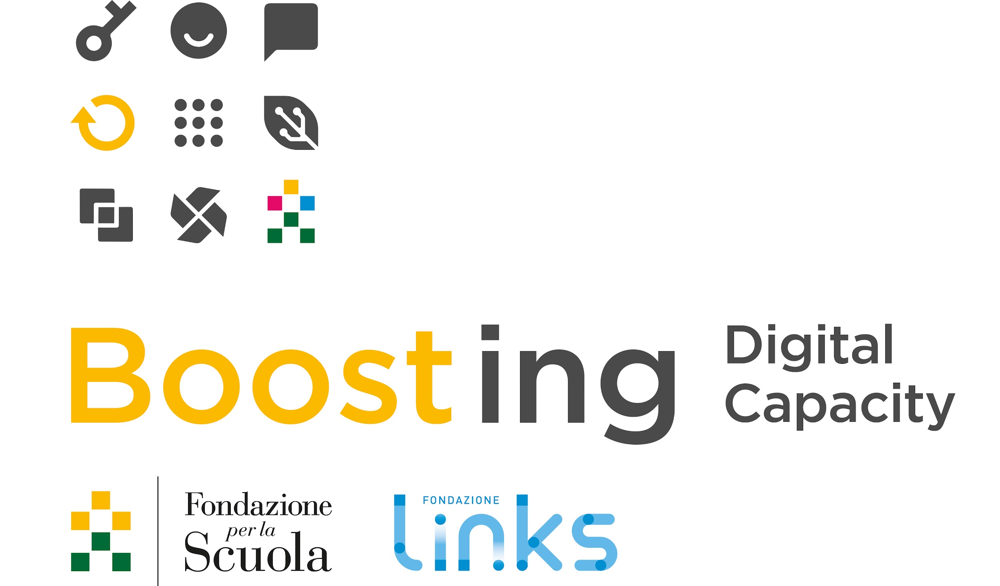 Boosting
Digital
Capacity
Fondazione
per la
Scuola
FONDAZIONE
links